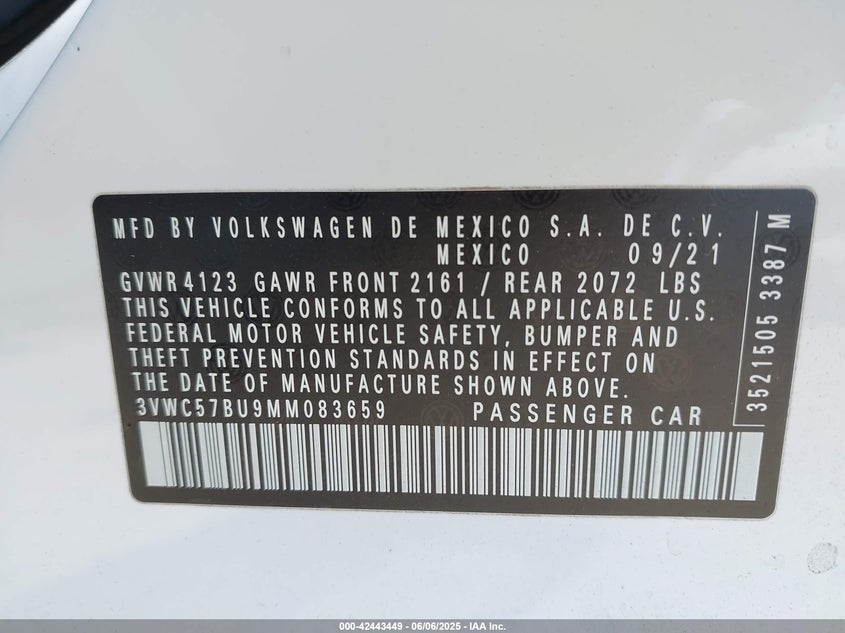 MFD BY VOLKSWAGEN DE MEXICO S.A. DE C.V.
MEXICO 09/21
GVWR 4123 GAWR FRONT 2161 / REAR 2072 LBS
THIS VEHICLE CONFORMS TO ALL APPLICABLE U.S.
FEDERAL MOTOR VEHICLE SAFETY, BUMPER AND
THEFT PREVENTION STANDARDS IN EFFECT ON
THE DATE OF MANUFACTURE SHOWN ABOVE.
3VWC57BU9MM083659 PASSENGER CAR
3521505 3387 M
000-42443449 - 06/06/2025 - IAA Inc.